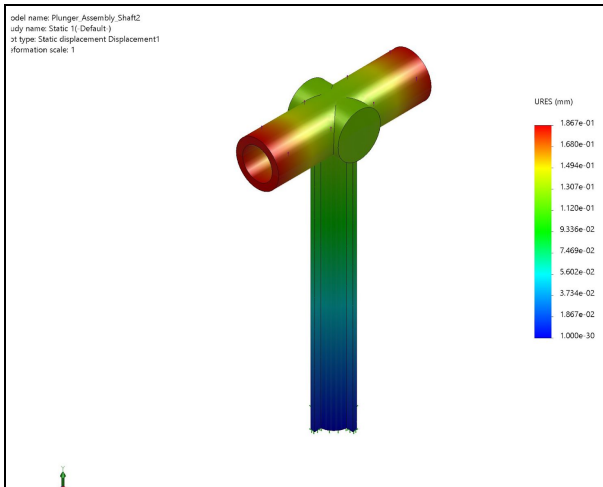 odel name: Plunger_Assembly_Shaft2
udy name: Static 1(-Default-)
ot type: Static displacement Displacement1
eformation scale: 1
URES (mm)
1.867e-01
1.680e-01
1.494e-01
1.307e-01
1.120e-01
9.336e-02
7.469e-02
5.602e-02
3.734e-02
1.867e-02
1.000e-30
Y